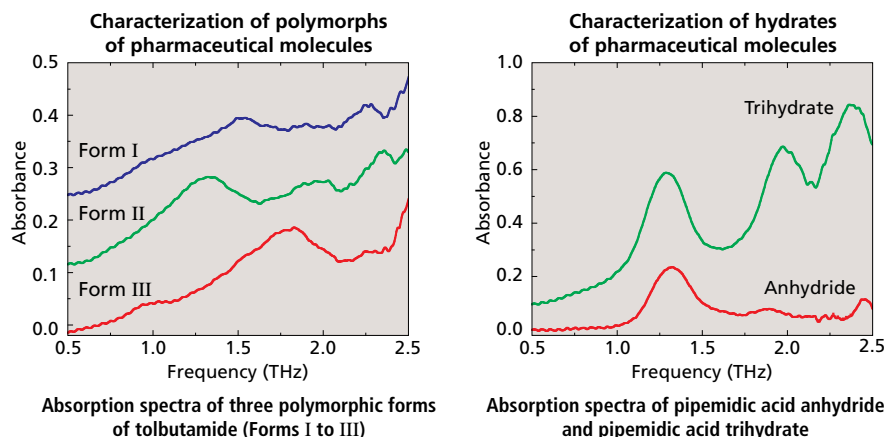 Characterization of polymorphs
of pharmaceutical molecules
0.5
0.4
0.3
0.2
0.1
0.0
Absorbance
Form I
Form II
Form III
0.5 1.0 1.5 2.0 2.5
Frequency (THz)
Absorption spectra of three polymorphic forms
of tolbutamide (Forms I to III)
Characterization of hydrates
of pharmaceutical molecules
1.0
0.8
0.6
0.4
0.2
0.0
Absorbance
Trihydrate
Anhydride
0.5 1.0 1.5 2.0 2.5
Frequency (THz)
Absorption spectra of pipemidic acid anhydride
and pipemidic acid trihydrate